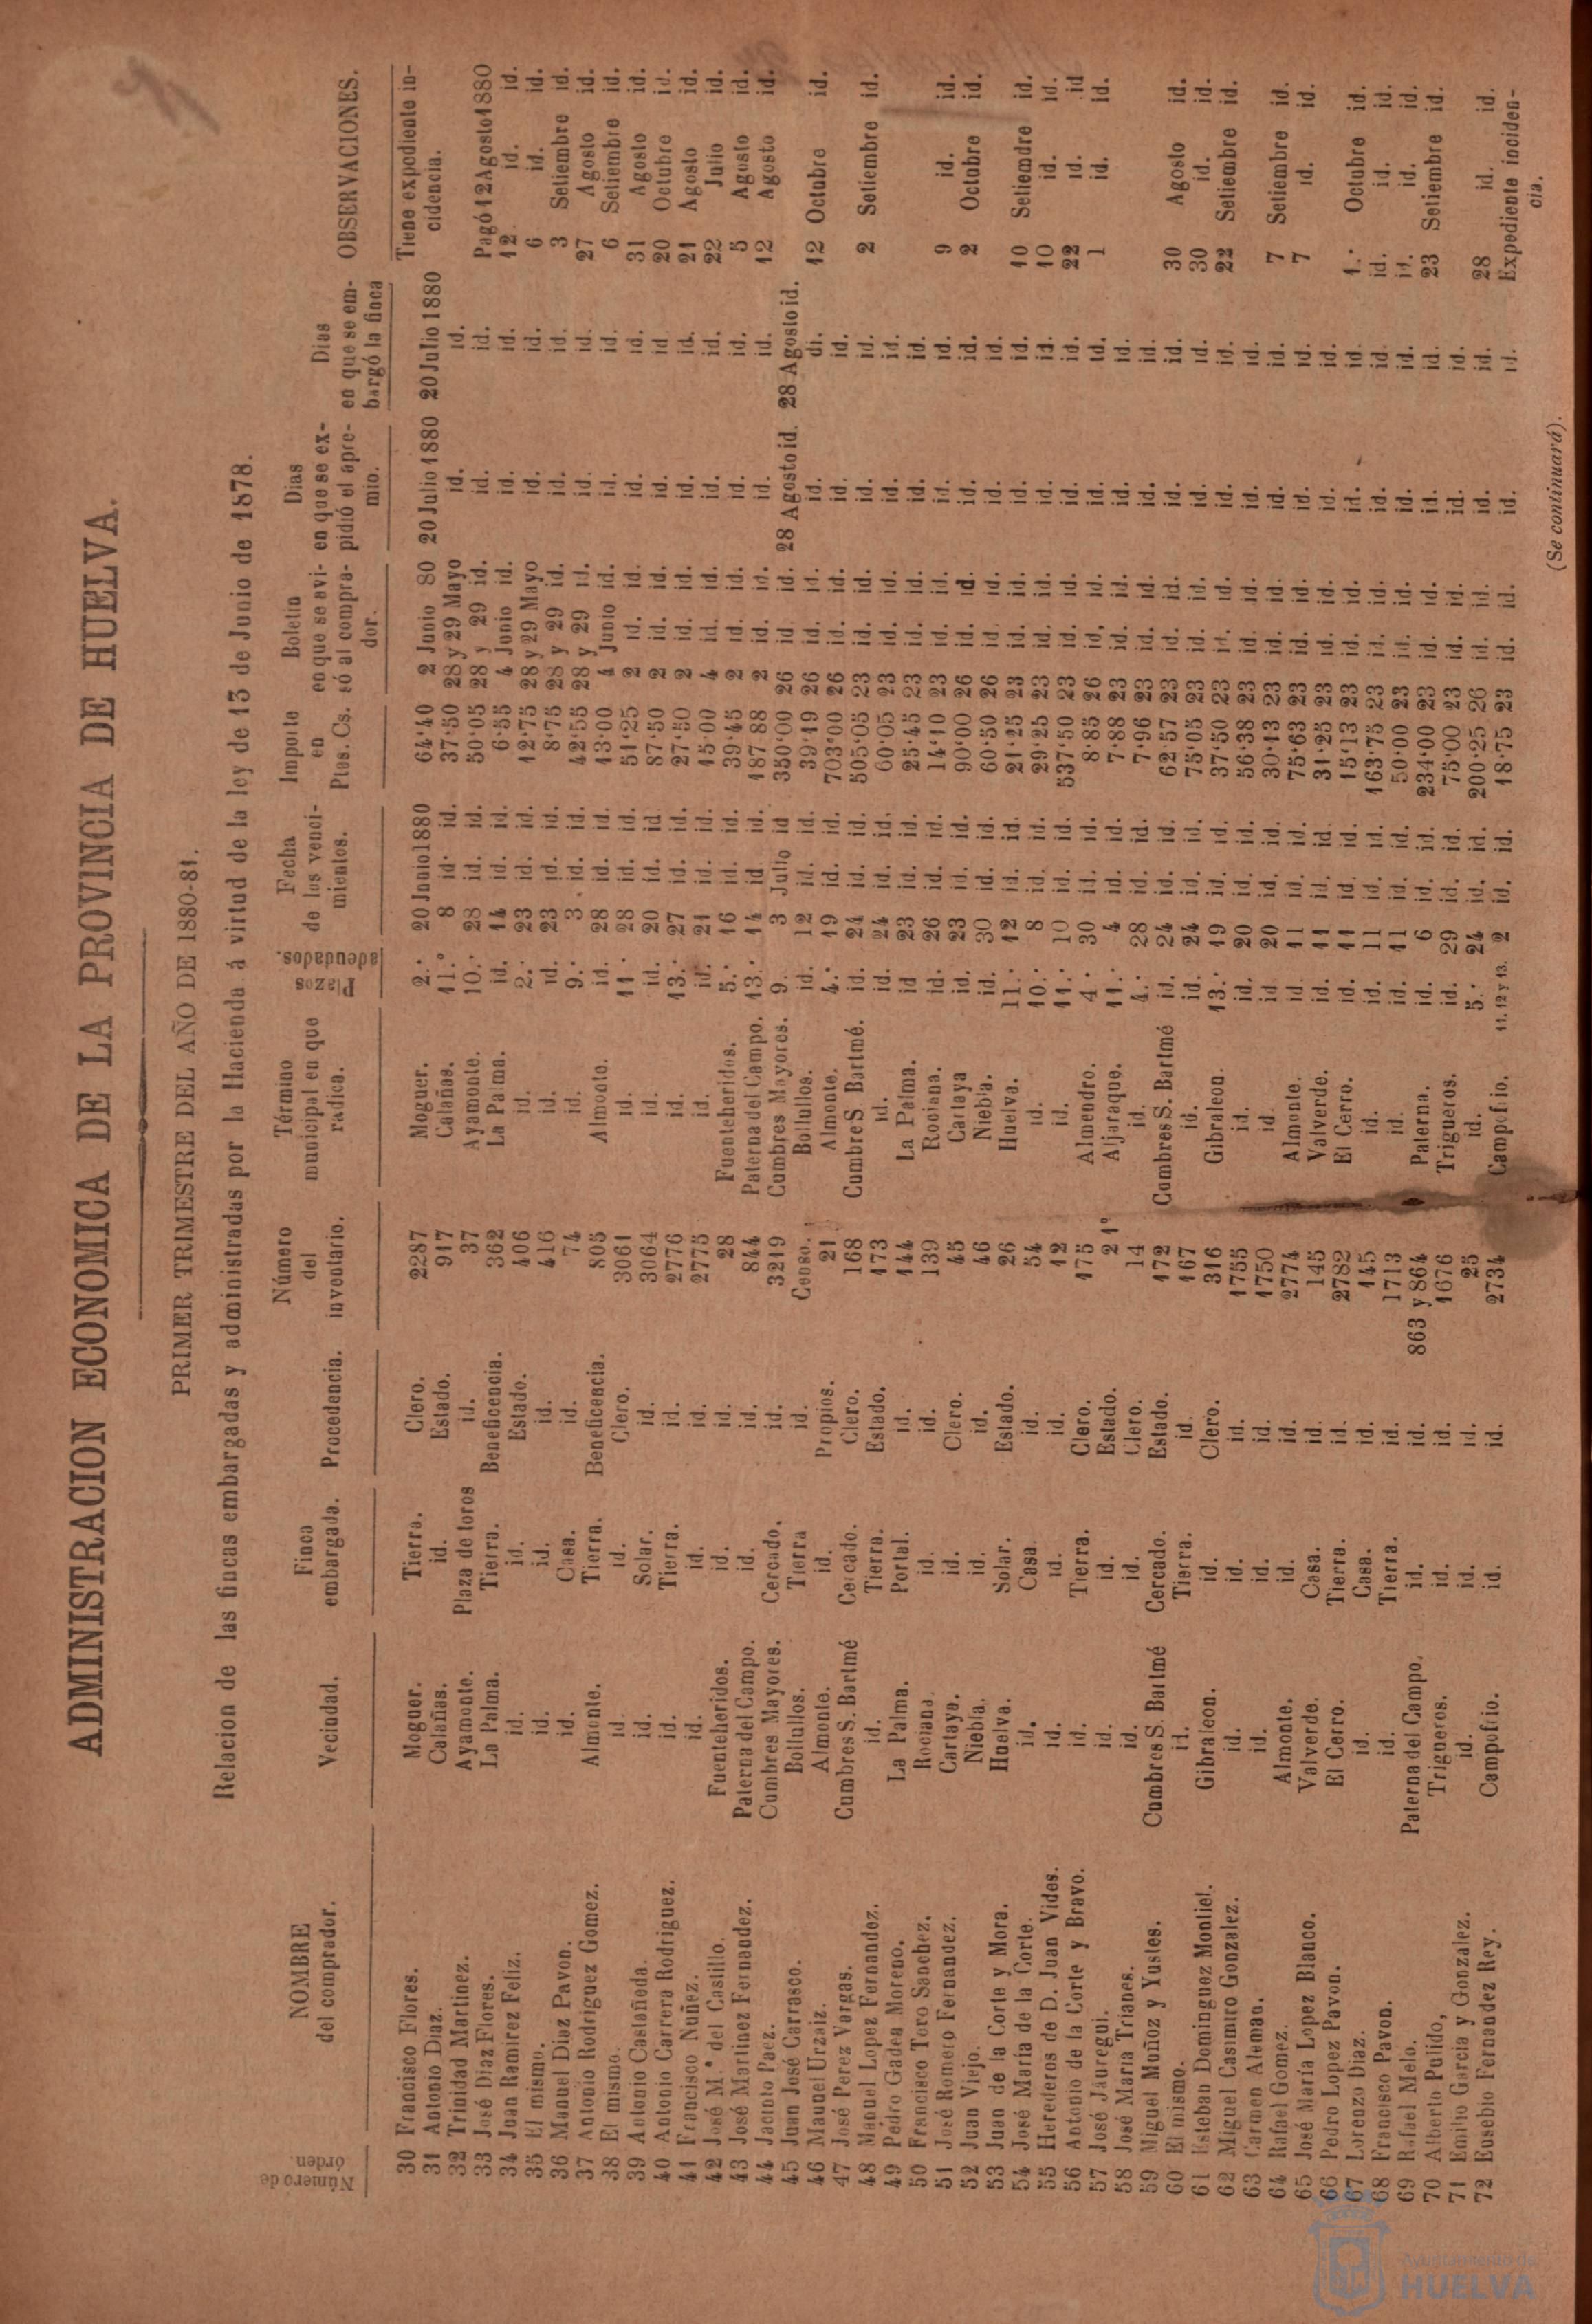 ADMINISTRACION ECONOMICA DE LA PROVINCIA DE HUELVA.
PRIMER TRIMESTRE DEL AÑO DE 1880-81.
Relacion de las fincas embargadas y administradas por la Hacienda á virtud de la ley de 13 de Junio de 1878.
Número de órden. NOMBRE del comprador. Vecindad. Finca embargada. Procedencia. Número del inventario. Término municipal en que radica. Plazos adeudados. Fecha de los vencimientos. Importe en Ptas. Cs. Boletin en que se avisó al comprador. Dias en que se expidió el apremio. Dias en que se embargó la finca OBSERVACIONES.
30 Francisco Flores. Moguer. Tierra. Clero. 2287 Moguer. 2.° 20 Junio 1880 64'40 2 Junio 80 20 Julio 1880 20 Julio 1880 Tiene expediente incidencia.
31 Antonio Diaz. Calañas. id. Estado. 917 Calañas. 11.° 8 id. id. 37'50 28 y 29 Mayo id. id.
32 Trinidad Martinez. Ayamonte. Plaza de toros id. 37 Ayamonte. 10.° 28 id. id. 50'05 28 y 29 id. id. id. Pagó 12 Agosto 1880
33 José Diaz Flores. La Palma. Tierra. Beneficencia. 362 La Palma. id. 14 id. id. 6'55 4 Junio id. id. id. 12 id. id.
34 Juan Ramirez Feliz. id. id. Estado. 406 id. 2.° 23 id. id. 12'75 28 y 29 Mayo id. id. 6 id. id.
35 El mismo. id. id. id. 416 id. id. 23 id. id. 8'75 28 y 29 id. id. id. 3 Setiembre id.
36 Manuel Diaz Pavon. id. Casa. id. 74 id. 9.° 3 id. id. 42'55 28 y 29 id. id. id. 27 Agosto id.
37 Antonio Rodriguez Gomez. Almonte. Tierra. Beneficencia. 805 Almonte. id. 28 id. id. 13'00 4 Junio id. id. id. 6 Setiembre id.
38 El mismo. id id. Clero. 3061 id. 11.° 28 id. id. 51'25 2 id. id. id. id. 31 Agosto id.
39 Antonio Castañeda. id. Solar. id. 3064 id. id. 20 id. id 87'50 2 id. id. id. id 20 Octubre id.
40 Antonio Carrera Rodriguez. id. Tierra. id. 2776 id. 13.° 27 id. id. 27'50 2 id. id. id. id. 21 Agosto id.
41 Francisco Nuñez. id. id. id. 2775 id. id. 21 id. id. 15'00 4 id. id. id. id. 22 Julio id.
42 José M.ª del Castillo. Fuenteheridos. id. id. 28 Fuenteheridos. 5.° 16 id. id. 39'45 2 id. id. id. id. 5 Agosto id.
43 José Martinez Fernandez. Paterna del Campo. id. id. 844 Paterna del Campo. 13.° 14 id. id. 187'88 2 id. id. id. id. 12 Agosto id.
44 Jacinto Paez. Cumbres Mayores. Cercado. id. 3219 Cumbres Mayores. 9. 3 Julio id 350'00 26 id id. 28 Agosto id. 28 Agosto id.
45 Juan José Carrasco. Bollullos. Tierra id. Censo. Bollullos. id. 12 id. id. 39'19 26 id. id. id. di. 12 Octubre id.
46 Manuel Urzaiz. Almonte. id. Propios. 21 Almonte. 4.° 19 id. id. 703'00 26 id. id. id. id.
47 José Perez Vargas. Cumbres S. Bartmé Cercado. Clero. 168 Cumbre S Bartmé. id. 24 id. id. 505'05 23 id. id. id. id. 2 Setiembre id.
48 Manuel Lopez Fernandez. id. Tierra. Estado. 173 id. id. 24 id. id. 60'05 23 id. id. id. id.
49 Pedro Gadea Moreno. La Palma. Portal. id. 144 La Palma. id 23 id. id. 25'45 23 id. id. id. id.
50 Francisco Toro Sanchez. Rociana. id id. 139 Rociana. id. 26 id. id. 14'10 23 id. id. id. id. 9 id. id.
51 José Romero Fernandez. Cartaya. id. Clero. 45 Cartaya id. 23 id. id. 90'00 26 id. id. id. id. 2 Octubre id.
52 Juan Viejo. Niebla. id. id. 46 Niebla. id. 30 id. id. 60'50 26 id id. id. id.
53 Juan de la Corte y Mora. Huelva. Solar. Estado. 26 Huelva. 11.° 12 id. id. 21'25 23 id. id. id. id. 10 Setiemdre id.
54 José María de la Corte. id. Casa. id. 54 id. 10.° 8 id. id. 29'25 23 id. id. id. id. 10 id. id.
55 Herederos de D. Juan Vides. id. id. id. 12 id. 11.° 10 id. id. 537'50 23 id. id. id. id. 22 id. id
56 Antonio de la Corte y Bravo. id. Tierra. Clero. 175 Almendro. 4.° 30 id. id. 8'85 26 id. id. id. id. 1 id. id.
57 José Jauregui. id. id. Estado. 2 1° Aljaraque. 11.° 4 id. id. 7'88 23 id. id. id. id.
58 José María Trianes. id. id. Clero. 14 id. 4.° 28 id. id. 7'96 23 id. id. id. id.
59 Miguel Muñoz y Yustes. Cumbres S. Bartmé Cercado. Estado. 172 Combres S. Bartmé id. 24 id. id. 62'57 23 id. id. id. id. 30 Agosto id.
60 El mismo. id. Tierra. id 167 id. id. 24 id. id. 75'05 23 id. id. id. id. 30 id. id.
61 Esteban Dominguez Monliel. Gibraleon. id. Clero. 316 Gibraleon. 13.° 19 id. id. 37'50 23 id. id. id. id. 22 Setiembre id.
62 Miguel Casimiro Gonzalez. id. id. id. 1755 id. id. 20 id. id. 56'38 23 id. id. id. id.
63 Carmen Aleman. id. id. id. 1750 id. id 20 id. id. 30'13 23 id. id. id. id. 7 Setiembre id.
64 Rafael Gomez. Almonte. id id. 2774 Almonte. id. 11 id. id. 75'63 23 id. id. id. id. 7 id. id.
65 José María Lopez Blanco. Valverde. Casa. id. 145 Valverde. id. 11 id. id 31'25 23 id. id. id. id.
66 Pedro Lopez Pavon. El Cerro. Tierra. id. 2782 El Cerro. id. 11 id. id. 15'13 23 id. id. id. id. 1.° Octubre id.
67 Lorenzo Diaz. id. Casa. id. 145 id. id. 11 id. id. 163'75 23 id. id. id. id. id. id. id.
68 Francisco Pavon. id. Tierra. id. 1713 id. id. 11 id. id. 50'00 23 id. id. id. id. id. id. id.
69 Rafael Melo. Paterna del Campo. id. id. 863 y 864 Paterna. id. 6 id. id. 234'00 23 id. id. id. id. 23 Setiembre id.
70 Alberto Pulido, Trigueros. id. id. 1676 Trigueros. id. 29 id. id. 75'00 23 id. id. id. id.
71 Emilio Garcia y Gonzalez. id. id. id. 25 id. 5.° 24 id. id. 200'25 26 id. id. id. id. 28 id. id.
72 Eusebio Fernandez Rey. Campofrio. id. id. 2734 Campofrio. 11. 12 y 13. 2 id. id. 18'75 23 id. id. id. id. Expediente incidencia.
(Se continuará).
Ayuntamiento de
HUELVA